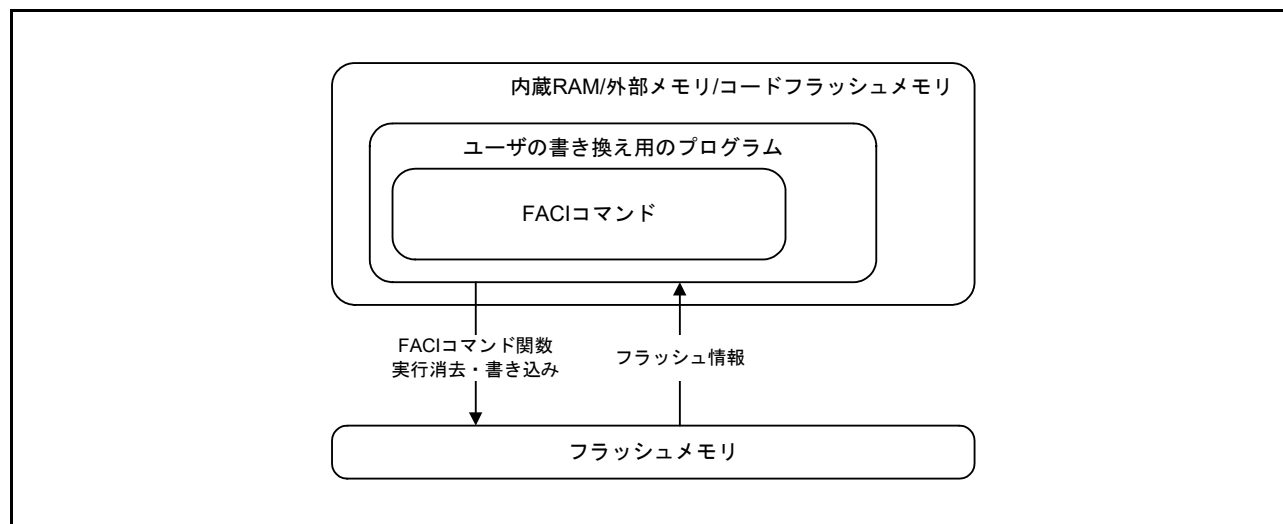 内蔵RAM/外部メモリ/コードフラッシュメモリ
ユーザの書き換え用のプログラム
FACIコマンド
FACIコマンド関数
実行消去・書き込み
フラッシュ情報
フラッシュメモリ